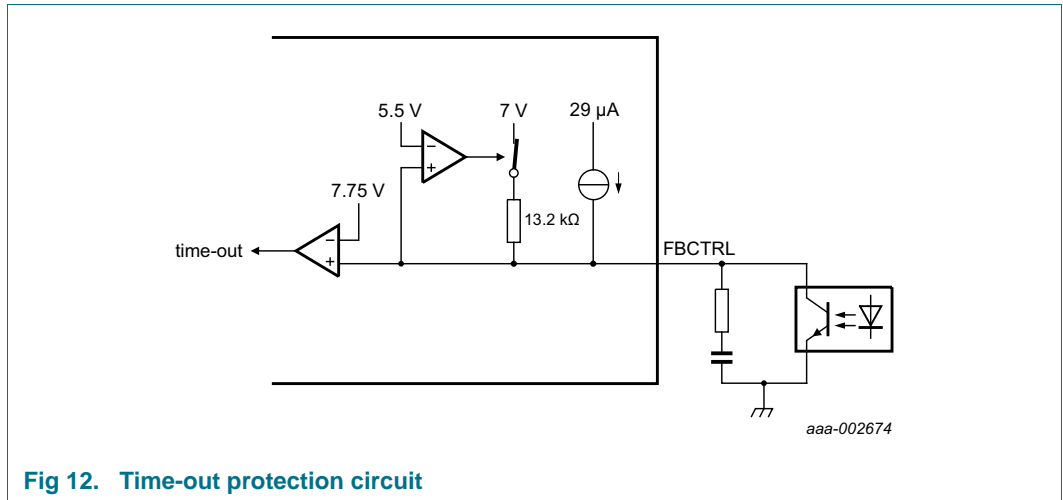 5.5 V
7 V
29 μA
7.75 V
−
+
13.2 kΩ
time-out
−
+
FBCTRL
aaa-002674
Fig 12. Time-out protection circuit